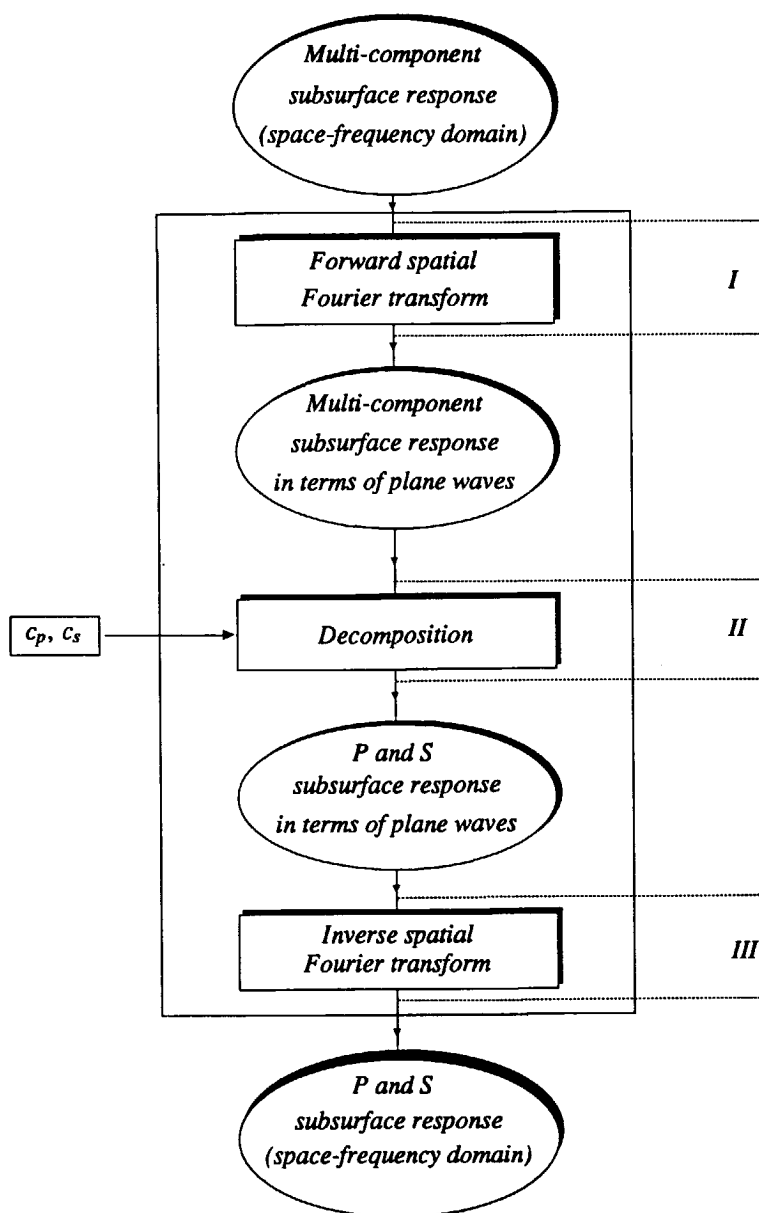 Multi-component
subsurface response
(space-frequency domain)
Forward spatial
Fourier transform
I
Multi-component
subsurface response
in terms of plane waves
c_p, c_s
Decomposition
II
P and S
subsurface response
in terms of plane waves
Inverse spatial
Fourier transform
III
P and S
subsurface response
(space-frequency domain)